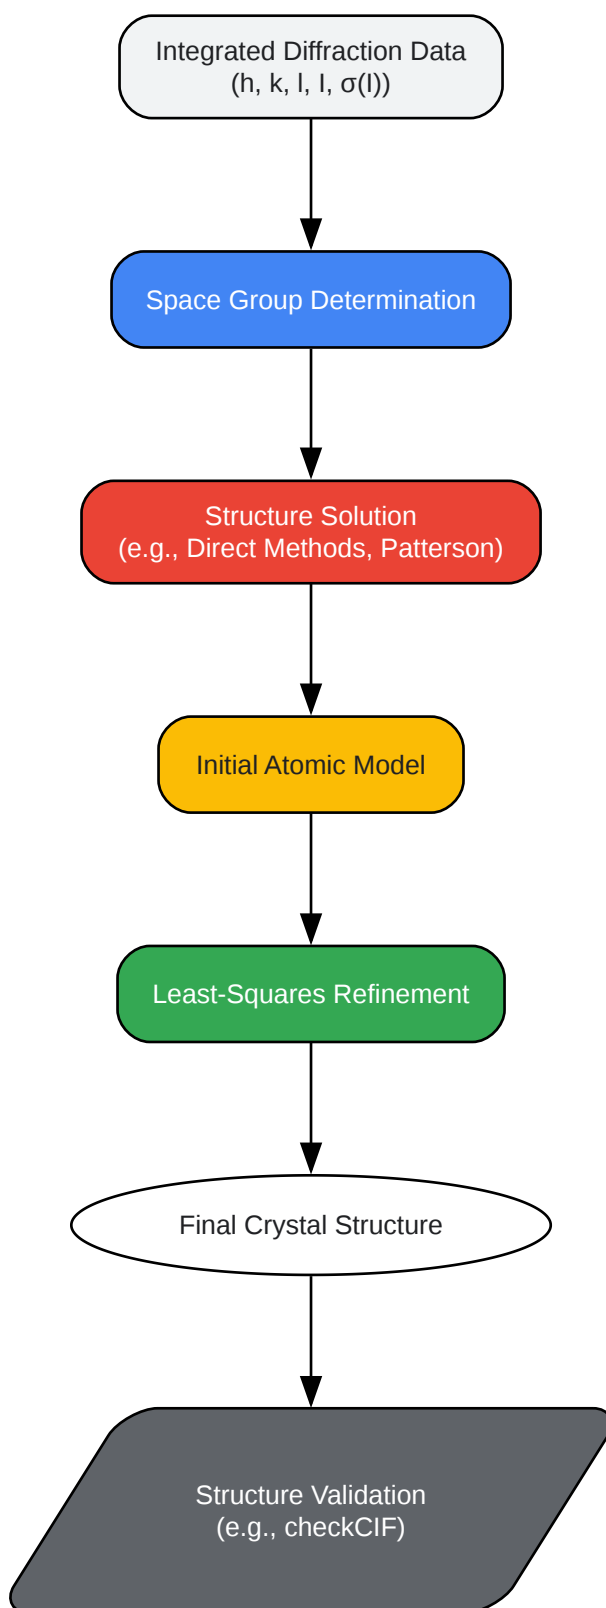 Integrated Diffraction Data
(h, k, l, I, σ(I))
Space Group Determination
Structure Solution
(e.g., Direct Methods, Patterson)
Initial Atomic Model
Least-Squares Refinement
Final Crystal Structure
Structure Validation
(e.g., checkCIF)